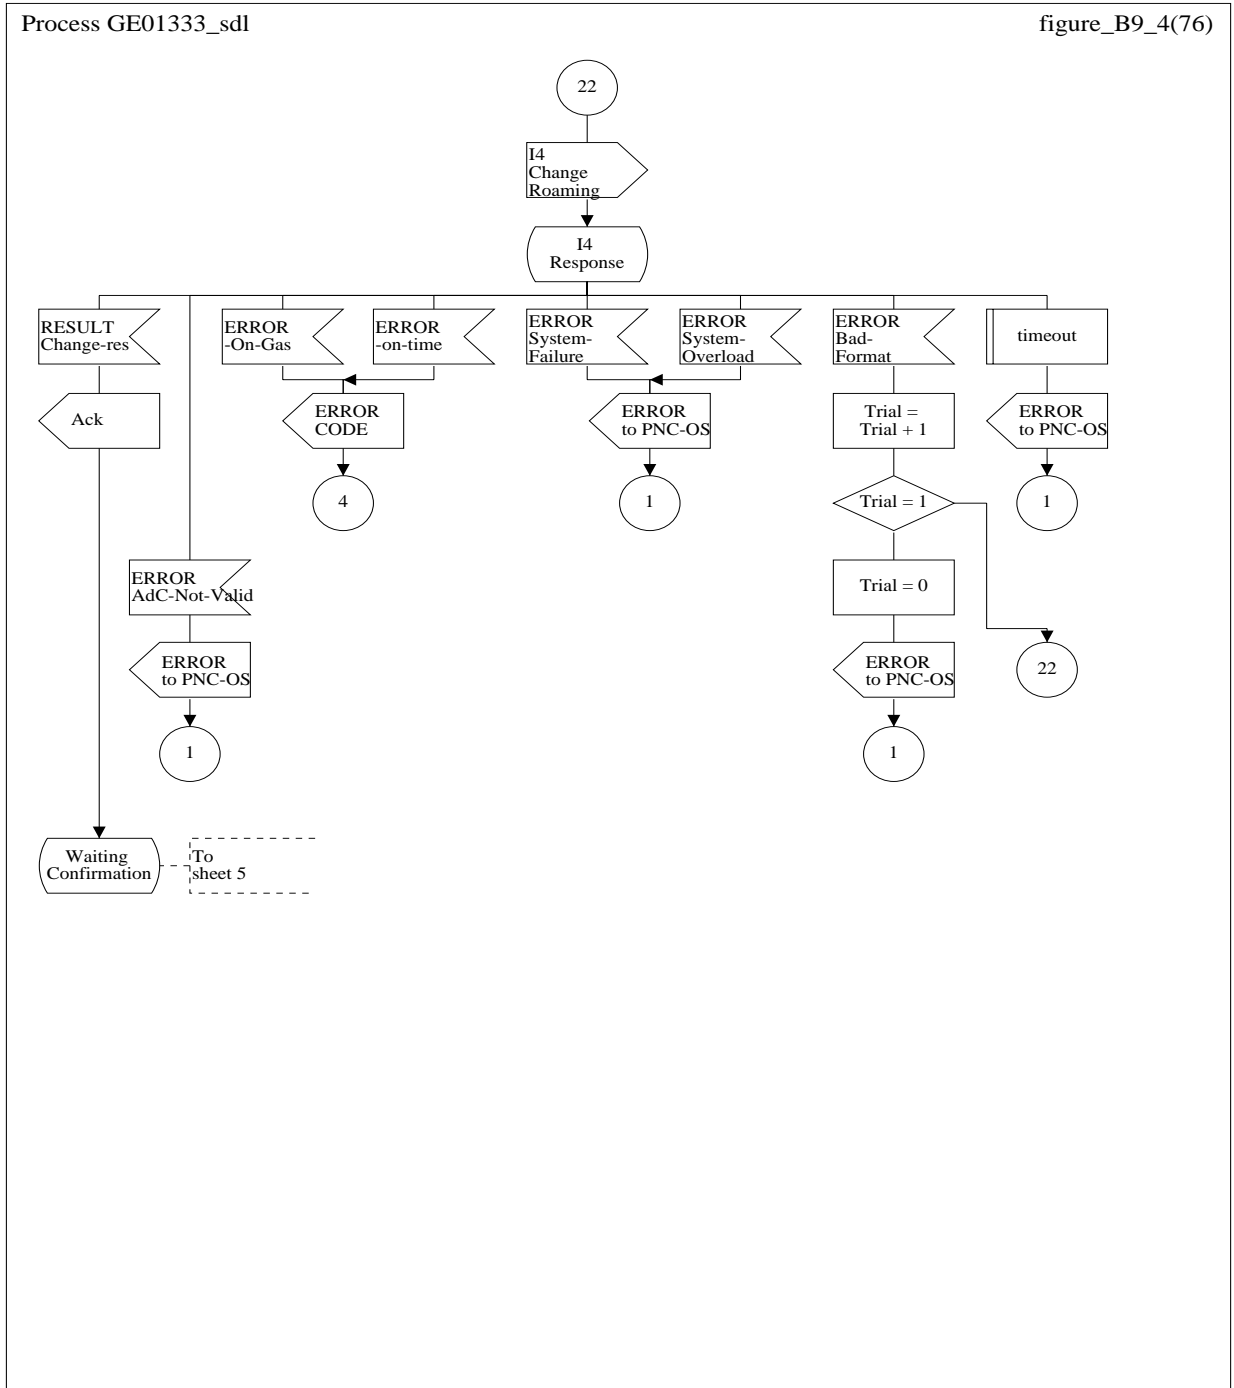 Process GE01333_sdl
figure_B9_4(76)
22
I4
Change
Roaming
I4
Response
RESULT
Change-res
ERROR
-On-Gas
ERROR
-on-time
ERROR
System-
Failure
ERROR
System-
Overload
ERROR
Bad-
Format
timeout
Ack
ERROR
CODE
ERROR
to PNC-OS
Trial =
Trial + 1
ERROR
to PNC-OS
4
1
Trial = 1
1
ERROR
AdC-Not-Valid
Trial = 0
ERROR
to PNC-OS
ERROR
to PNC-OS
22
1
1
Waiting
Confirmation
To
sheet 5